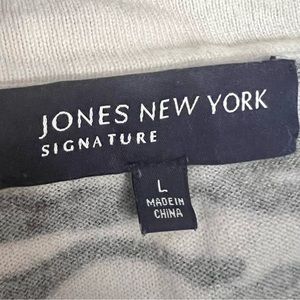 JONES NEW YORK
SIGNATURE
L
MADE IN
CHINA